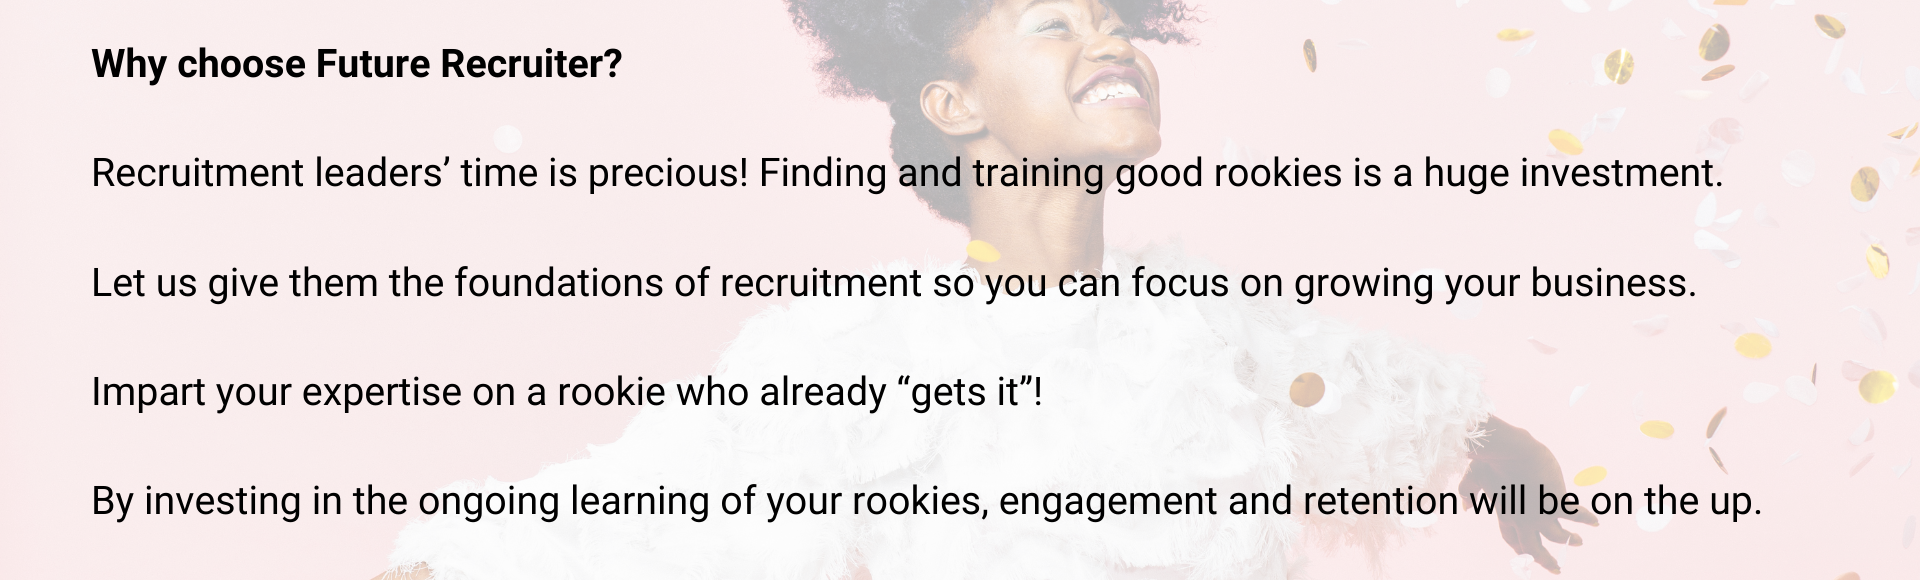 Why choose Future Recruiter?
Recruitment leaders’ time is precious! Finding and training good rookies is a huge investment.
Let us give them the foundations of recruitment so you can focus on growing your business.
Impart your expertise on a rookie who already “gets it”!
By investing in the ongoing learning of your rookies, engagement and retention will be on the up.